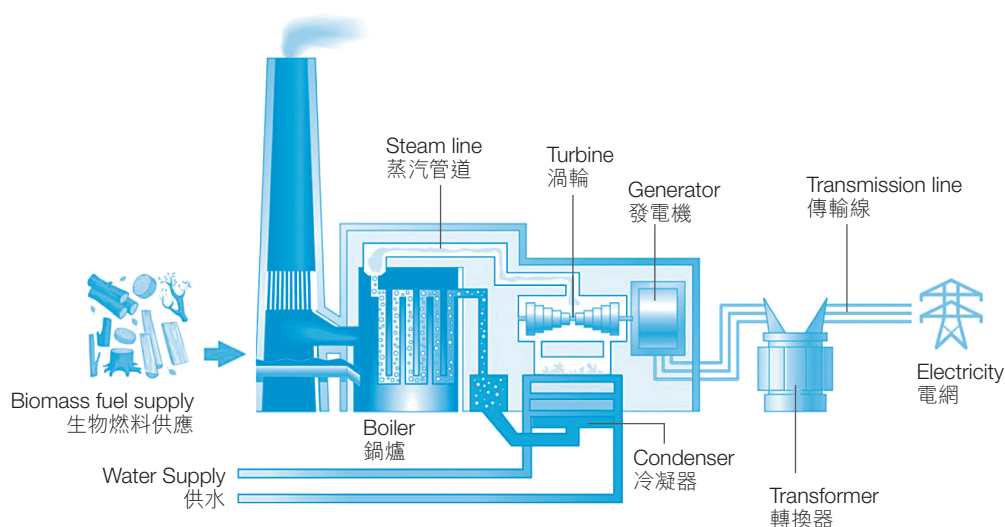 Steam line
蒸汽管道
Turbine
渦輪
Generator
發電機
Transmission line
傳輸線
Biomass fuel supply
生物燃料供應
Boiler
鍋爐
Water Supply
供水
Condenser
冷凝器
Transformer
轉換器
Electricity
電網